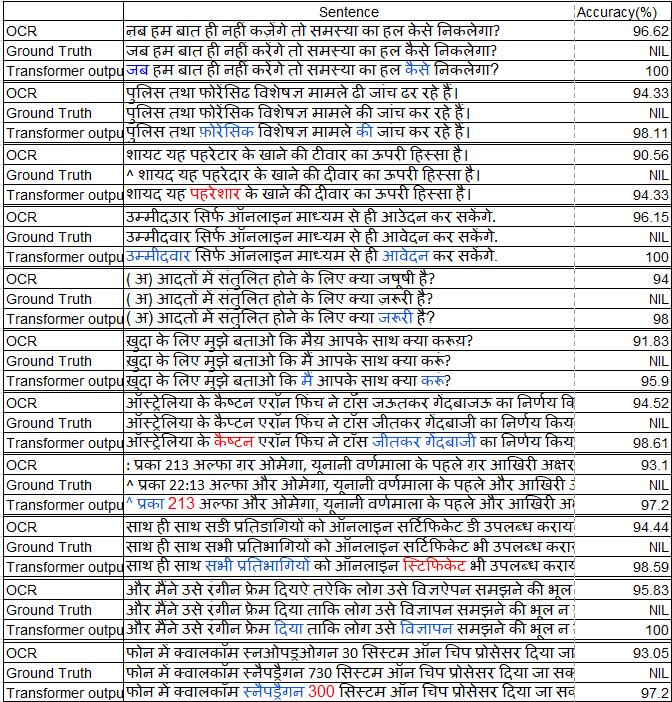 Sentence Accuracy(%)
OCR नब हम बात ही नहीं कज़ेंगे तो समस्या का हल केसे निकलेगा? 96.62
Ground Truth जब हम बात ही नहीं करेंगे तो समस्या का हल कैसे निकलेगा? NIL
Transformer outpu जब हम बात ही नहीं करेंगे तो समस्या का हल कैसे निकलेगा? 100
OCR पुलिस तथा फोरेंसिढ विशेषज्ञ मामले ढी जांच ढर रहे हैं। 94.33
Ground Truth पुलिस तथा फोरेंसिक विशेषज्ञ मामले की जांच कर रहे हैं। NIL
Transformer outpu पुलिस तथा फ़ोरेंसिक विशेषज्ञ मामले की जांच कर रहे हैं। 98.11
OCR शायट यह पहरेटार के खाने की टीवार का ऊपरी हिस्सा है। 90.56
Ground Truth ^ शायद यह पहरेदार के खाने की दीवार का ऊपरी हिस्सा है। NIL
Transformer outpu शायद यह पहरेशार के खाने की दीवार का ऊपरी हिस्सा है। 94.33
OCR उम्मीदउार सिर्फ ऑनलाइन माध्यम से ही आउेदन कर सकेंगे. 96.15
Ground Truth उम्मीदवार सिर्फ ऑनलाइन माध्यम से ही आवेदन कर सकेंगे. NIL
Transformer outpu उम्मीदवार सिर्फ ऑनलाइन माध्यम से ही आवेदन कर सकेंगे. 100
OCR ( अ) आदतों में संतुलित होने के लिए क्या जषूषी है? 94
Ground Truth ( अ) आदतों में संतुलित होने के लिए क्या ज़रूरी है? NIL
Transformer outpu ( अ) आदतों में संतुलित होने के लिए क्या जरूरी है? 98
OCR ख़ुदा के लिए मुझे बताओ कि मैय आपके साथ क्या करूय? 91.83
Ground Truth ख़ुदा के लिए मुझे बताओ कि मैं आपके साथ क्या करूं? NIL
Transformer outpu ख़ुदा के लिए मुझे बताओ कि मैं आपके साथ क्या करूं? 95.9
OCR ऑस्ट्रेलिया के कैष्टन एरॉन फिंच ने टॉस जऊतकर गेंदबाजऊ का निर्णय कि 94.52
Ground Truth ऑस्ट्रेलिया के कैप्टन एरॉन फिंच ने टॉस जीतकर गेंदबाजी का निर्णय किय NIL
Transformer outpu ऑस्ट्रेलिया के कैष्टन एरॉन फिंच ने टॉस जीतकर गेंदबाजी का निर्णय किय 98.61
OCR : प्रका 213 अल्फा ग़र ओमेगा, यूनानी वर्णमाला के पहले ग़र आखिरी अक्षर 93.1
Ground Truth ^ प्रका 22:13 अल्फा और ओमेगा, यूनानी वर्णमाला के पहले और आखिरी NIL
Transformer outpu ^ प्रका 213 अल्फा और ओमेगा, यूनानी वर्णमाला के पहले और आखिरी 97.2
OCR साथ ही साथ सडी प्रतिडागियों को ऑनलाइन सर्टिफिकेट डी उपलब्ध कराय 94.44
Ground Truth साथ ही साथ सभी प्रतिभागियों को ऑनलाइन सर्टिफिकेट भी उपलब्ध कराय NIL
Transformer outpu साथ ही साथ सभी प्रतिभागियों को ऑनलाइन स्टिफिकेट भी उपलब्ध कराय 98.59
OCR और मैंने उसे रंगीन फ्रेम दियऐ तऐकि लोग उसे विज्ञऐपन समझने की भूल 95.83
Ground Truth और मैंने उसे रंगीन फ्रेम दिया ताकि लोग उसे विज्ञापन समझने की भूल न NIL
Transformer outpu और मैंने उसे रंगीन फ्रेम दिया ताकि लोग उसे विज्ञापन समझने की भूल न 100
OCR फोन में क्वालकॉम स्नओपड्रओगन 30 सिस्टम ऑन चिप प्रोसेसर दिया जा 93.05
Ground Truth फोन में क्वालकॉम स्नैपड्रैगन 730 सिस्टम ऑन चिप प्रोसेसर दिया जा सक NIL
Transformer outpu फोन में क्वालकॉम स्नैपड्रैगन 300 सिस्टम ऑन चिप प्रोसेसर दिया जा सक 97.2